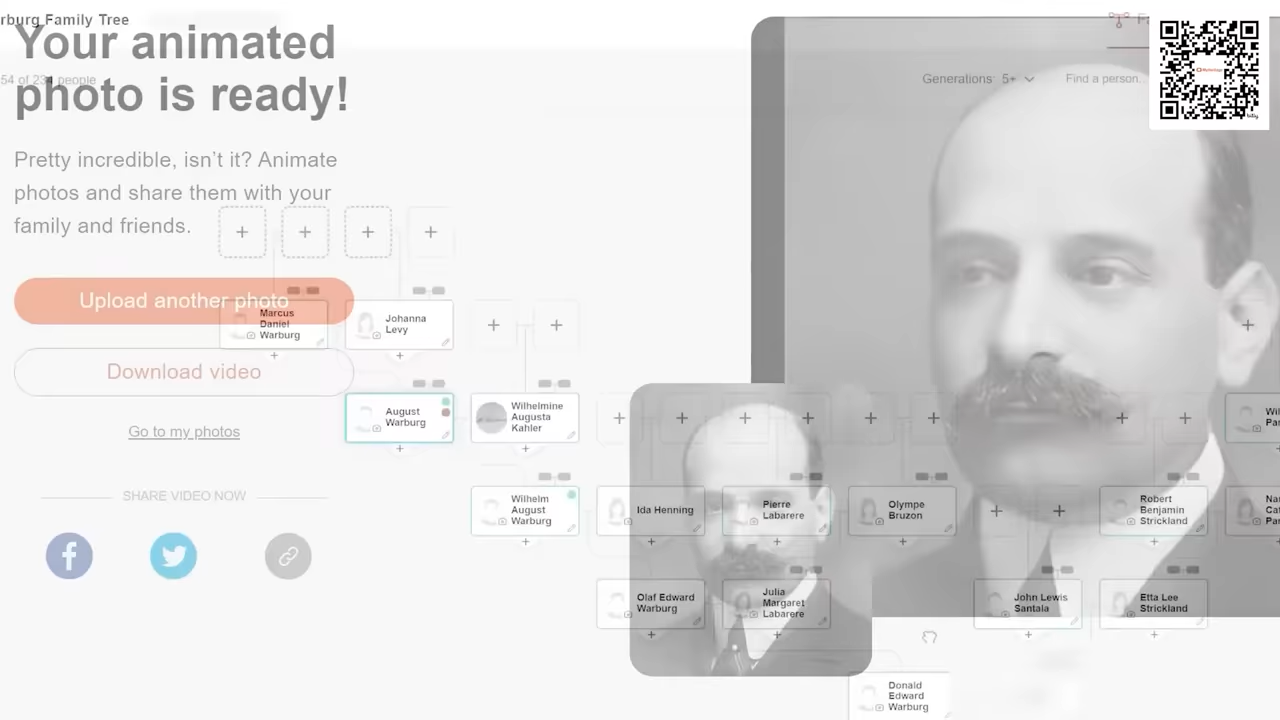 rburg Family Tree
Your animated
photo is ready!
54 of 234 people
Generations: 5+
Find a person.
Pretty incredible, isn't it? Animate
photos and share them with your
family and friends.
Upload another photo
Download video
Go to my photos
SHARE VIDEO NOW
Marcus
Daniel
Warburg
Johanna
Levy
August
Warburg
Wilhelmine
Augusta
Kahler
Wilhelm
August
Warburg
Ida Henning
Pierre
Labarere
Olympe
Bruzon
Robert
Benjamin
Strickland
Olaf Edward
Warburg
Julia
Margaret
Labarere
John Lewis
Santala
Etta Lee
Strickland
Donald
Edward
Warburg